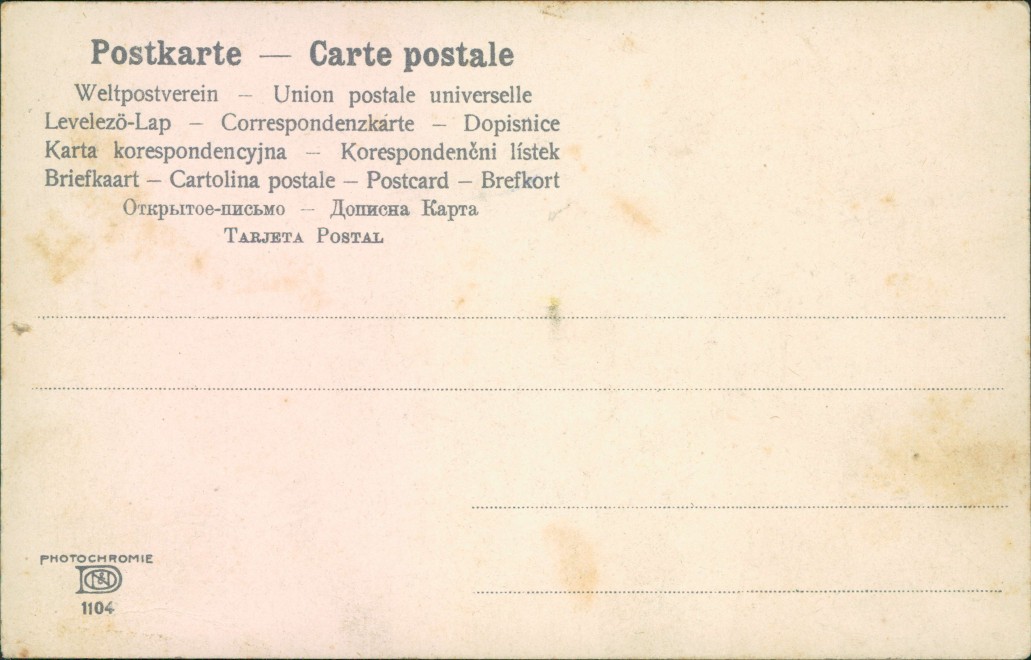 Postkarte — Carte postale
Weltpostverein – Union postale universelle
Levelezö-Lap – Correspondenzkarte – Dopisnice
Karta korespondencyjna – Korespondenčni lístek
Briefkaart – Cartolina postale – Postcard – Brefkort
Открытое-письмо – Дописна Карта
TARJETA POSTAL
PHOTOCHROMIE
1104